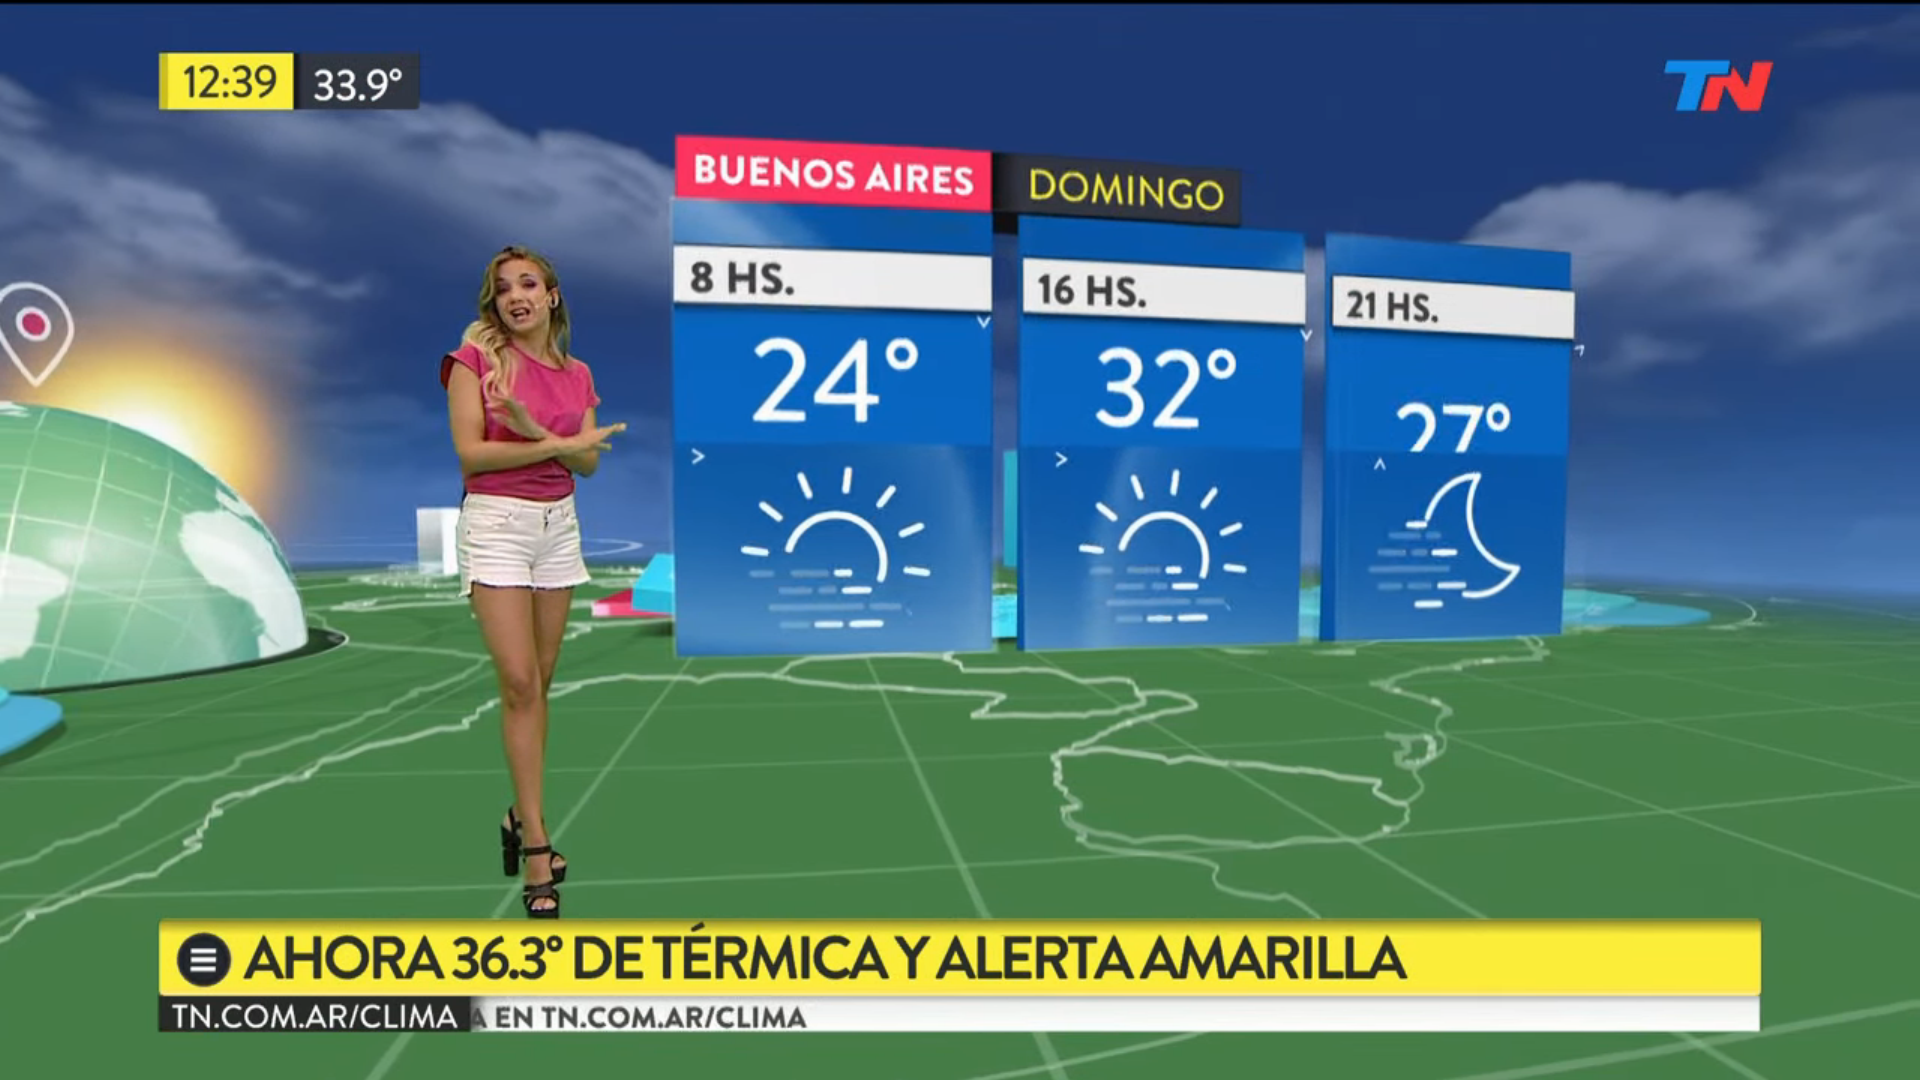 12:39 33.9°
TN
BUENOS AIRES DOMINGO
8 HS.
24°
16 HS.
32°
21 HS.
27°
AHORA 36.3° DE TÉRMICA Y ALERTA AMARILLA
TN.COM.AR/CLIMA A EN TN.COM.AR/CLIMA